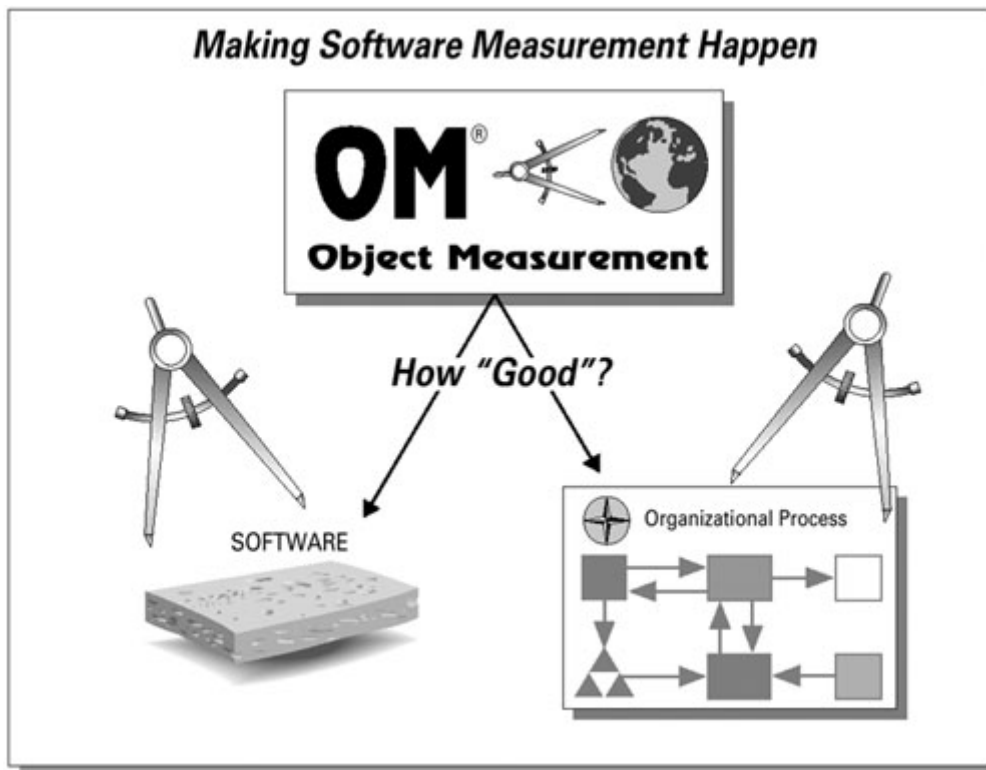 Making Software Measurement Happen
OM®
Object Measurement
How “Good”?
SOFTWARE
Organizational Process